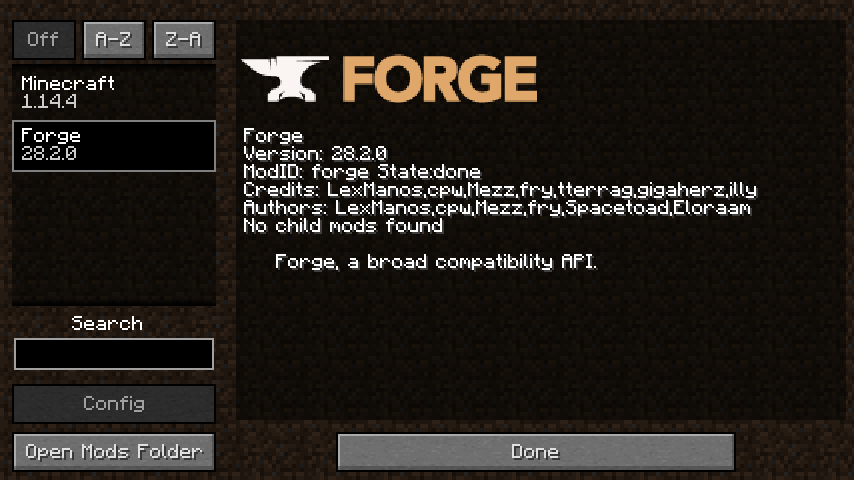 Off A-Z Z-A
Minecraft
1.14.4
Forge
28.2.0
Search
Config
Open Mods Folder
FORGE
Forge
Version: 28.2.0
ModID: forge State:done
Credits: LexManos,cpw,Mezz,fry,tterrag,gigaherz,illy
Authors: LexManos,cpw,Mezz,fry,Spacetoad,Eloraam
No child mods found
Forge, a broad compatibility API.
Done